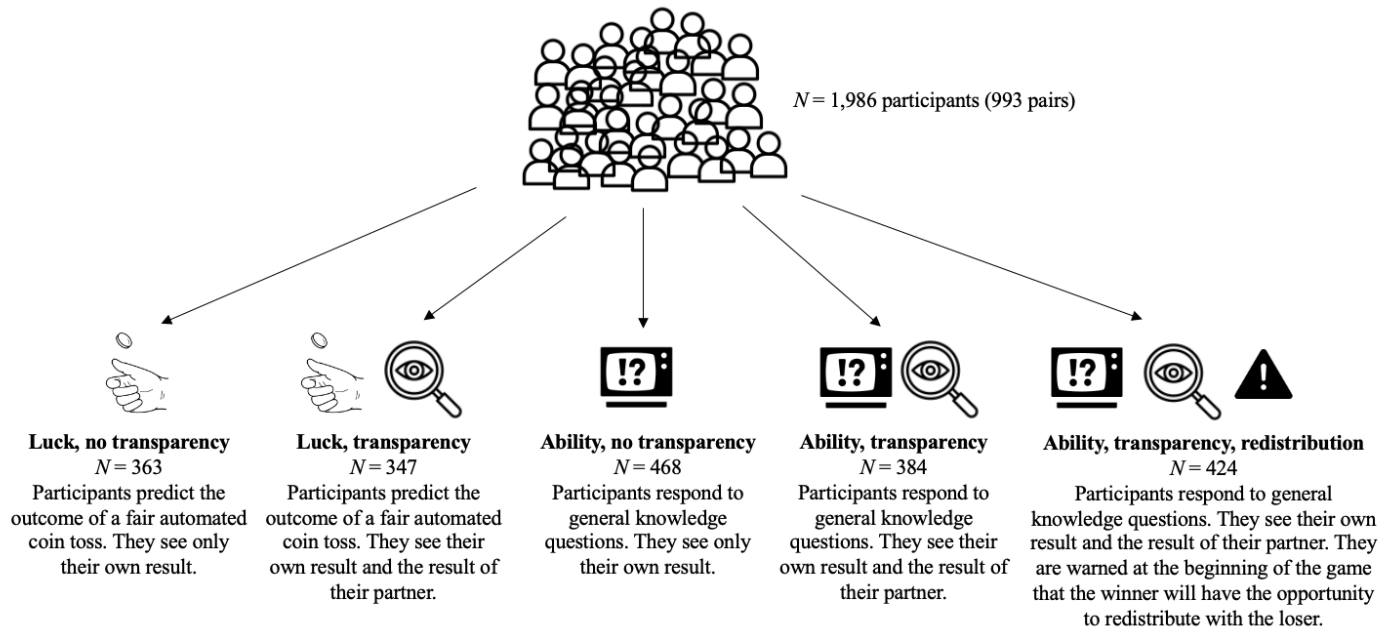 N = 1,986 participants (993 pairs)
!?
!?
!?
!
Luck, no transparency
N = 363
Participants predict the
outcome of a fair automated
coin toss. They see only
their own result.
Luck, transparency
N = 347
Participants predict the
outcome of a fair automated
coin toss. They see their
own result and the result of
their partner.
Ability, no transparency
N = 468
Participants respond to
general knowledge
questions. They see only
their own result.
Ability, transparency
N = 384
Participants respond to
general knowledge
questions. They see their
own result and the result of
their partner.
Ability, transparency, redistribution
N = 424
Participants respond to general
knowledge questions. They see their own
result and the result of their partner. They
are warned at the beginning of the game
that the winner will have the opportunity
to redistribute with the loser.